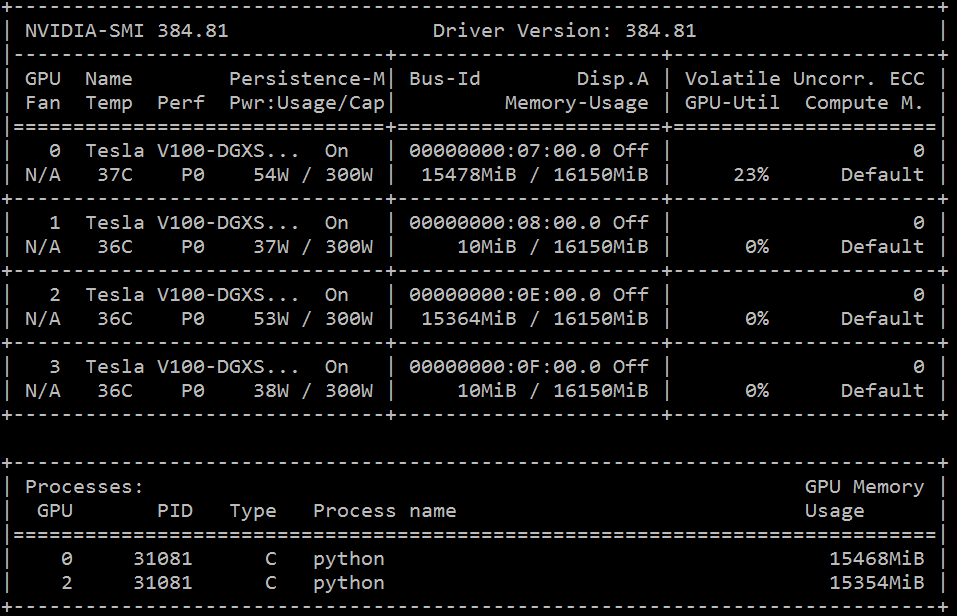 +-----------------------------------------------------------------------------+
| NVIDIA-SMI 384.81                 Driver Version: 384.81                    |
|-------------------------------+----------------------+----------------------+
| GPU  Name        Persistence-M| Bus-Id        Disp.A | Volatile Uncorr. ECC |
| Fan  Temp  Perf  Pwr:Usage/Cap|         Memory-Usage | GPU-Util  Compute M. |
|===============================+======================+======================|
|   0  Tesla V100-DGXS...  On   | 00000000:07:00.0 Off |                    0 |
| N/A   37C    P0    54W / 300W |  15478MiB / 16150MiB |     23%      Default |
+-------------------------------+----------------------+----------------------+
|   1  Tesla V100-DGXS...  On   | 00000000:08:00.0 Off |                    0 |
| N/A   36C    P0    37W / 300W |     10MiB / 16150MiB |      0%      Default |
+-------------------------------+----------------------+----------------------+
|   2  Tesla V100-DGXS...  On   | 00000000:0E:00.0 Off |                    0 |
| N/A   36C    P0    53W / 300W |  15364MiB / 16150MiB |      0%      Default |
+-------------------------------+----------------------+----------------------+
|   3  Tesla V100-DGXS...  On   | 00000000:0F:00.0 Off |                    0 |
| N/A   36C    P0    38W / 300W |     10MiB / 16150MiB |      0%      Default |
+-------------------------------+----------------------+----------------------+

+-----------------------------------------------------------------------------+
| Processes:                                                       GPU Memory |
|  GPU       PID   Type   Process name                             Usage      |
|=============================================================================|
|    0     31081      C   python                                     15468MiB |
|    2     31081      C   python                                     15354MiB |
+-----------------------------------------------------------------------------+